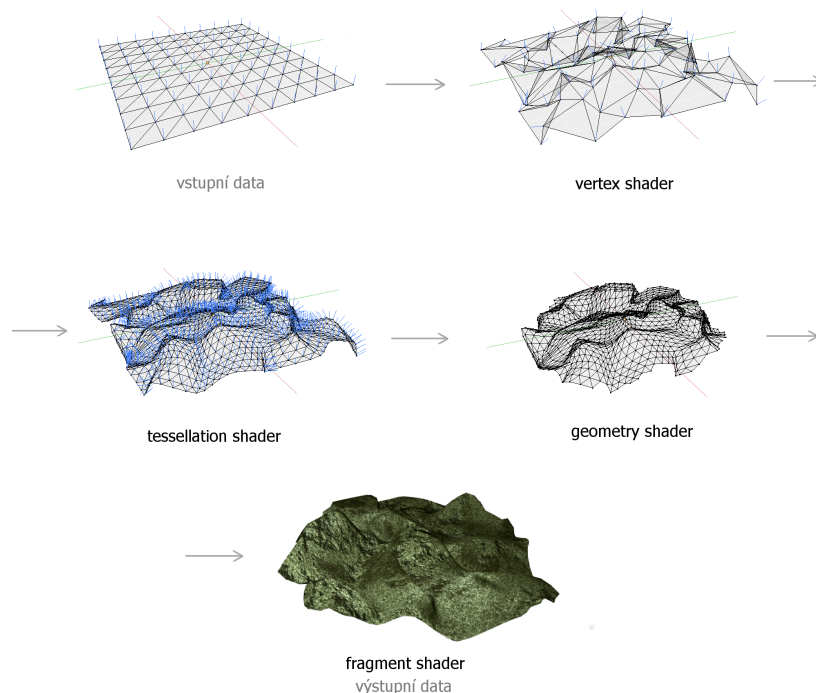 vstupní data
vertex shader
tessellation shader
geometry shader
fragment shader
výstupní data